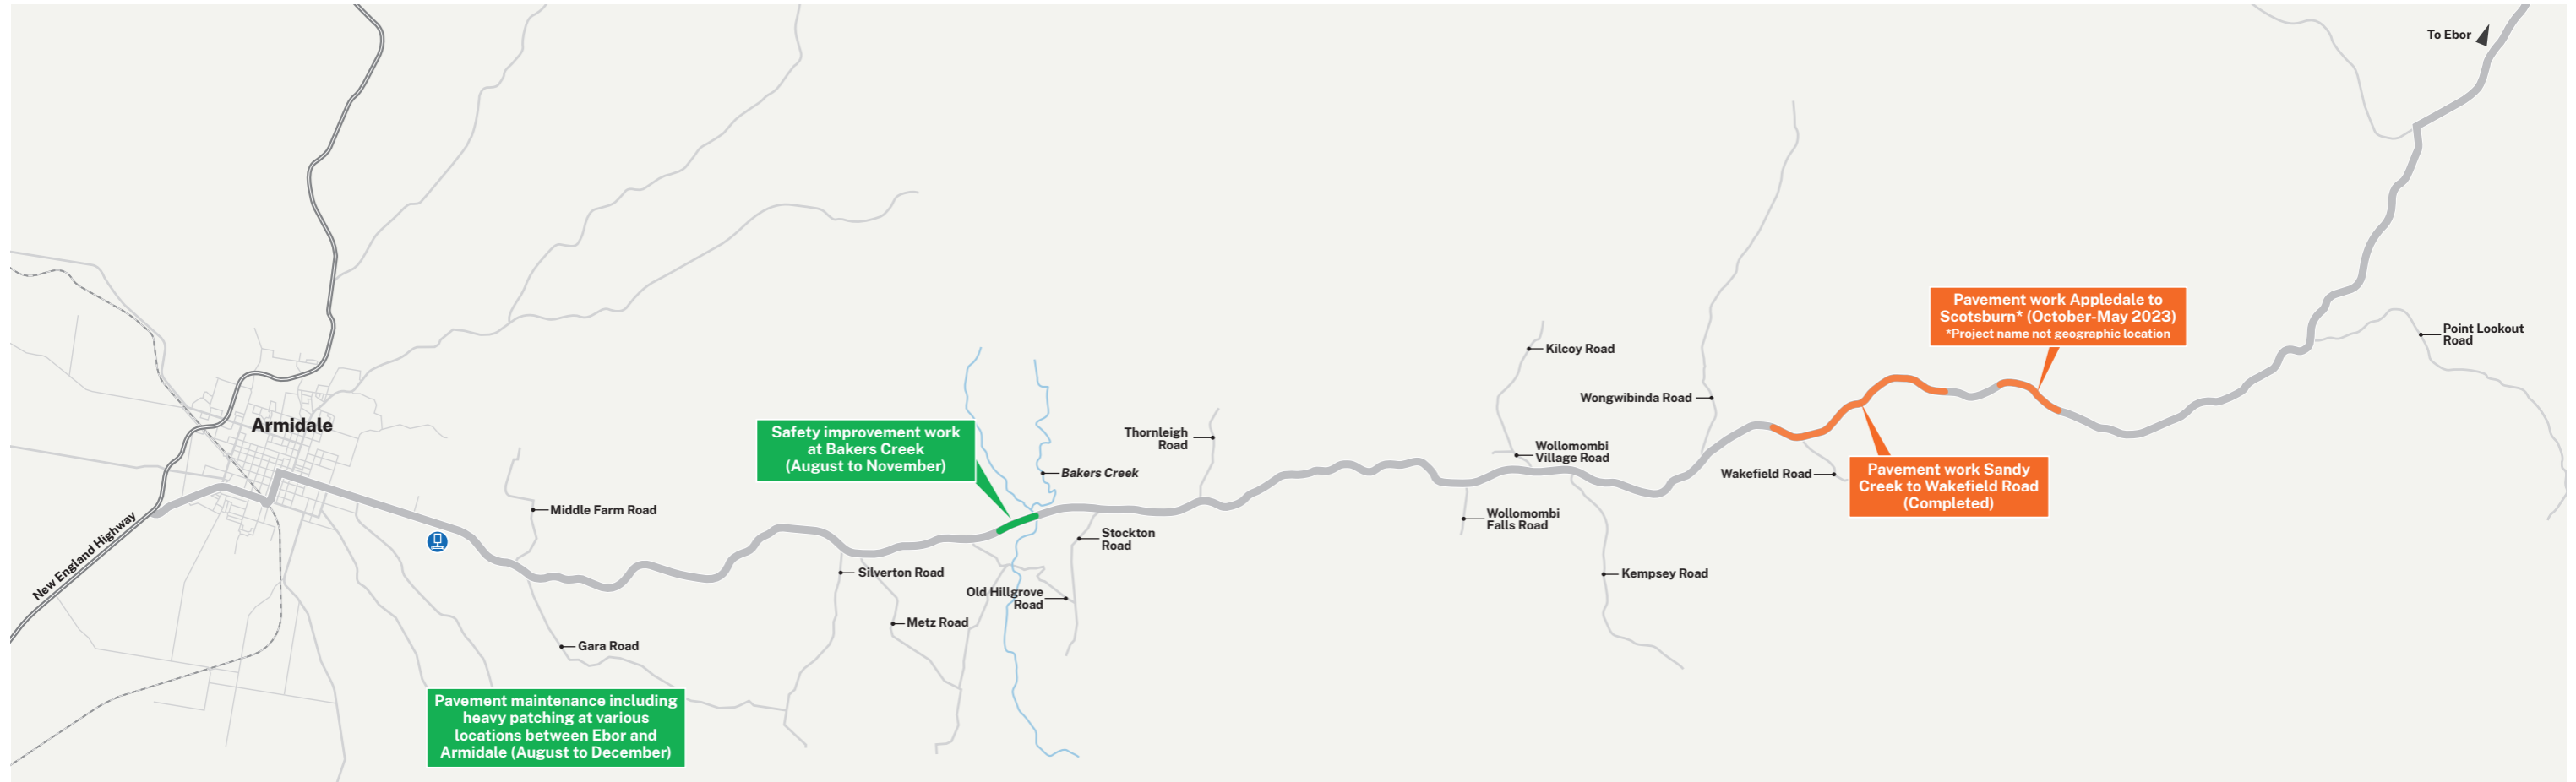 To Ebor
Pavement work Appledale to
Scotsburn* (October-May 2023)
*Project name not geographic location
Point Lookout
Road
Kilcoy Road
Wongwibinda Road
Armidale
Safety improvement work
at Bakers Creek
(August to November)
Thornleigh
Road
Bakers Creek
Wollomombi
Village Road
Wakefield Road
Pavement work Sandy
Creek to Wakefield Road
(Completed)
Middle Farm Road
Wollomombi
Falls Road
New England Highway
Stockton
Road
Silverton Road
Kempsey Road
Old Hillgrove
Road
Metz Road
Gara Road
Pavement maintenance including
heavy patching at various
locations between Ebor and
Armidale (August to December)